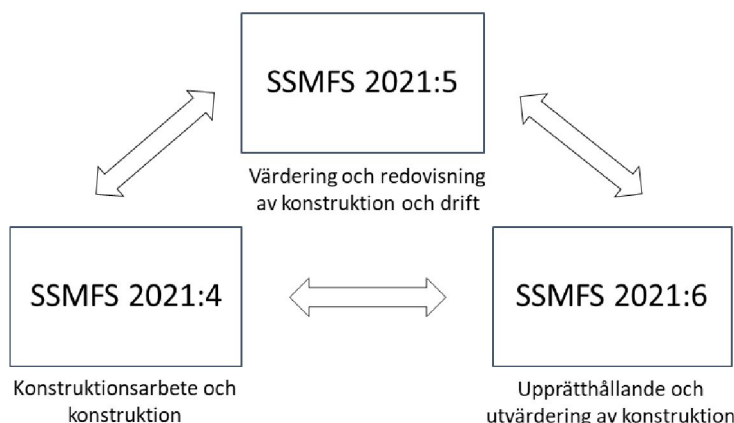 SSMFS 2021:5
Värdering och redovisning
av konstruktion och drift
SSMFS 2021:4
Konstruktionsarbete och
konstruktion
SSMFS 2021:6
Upprätthållande och
utvärdering av konstruktion